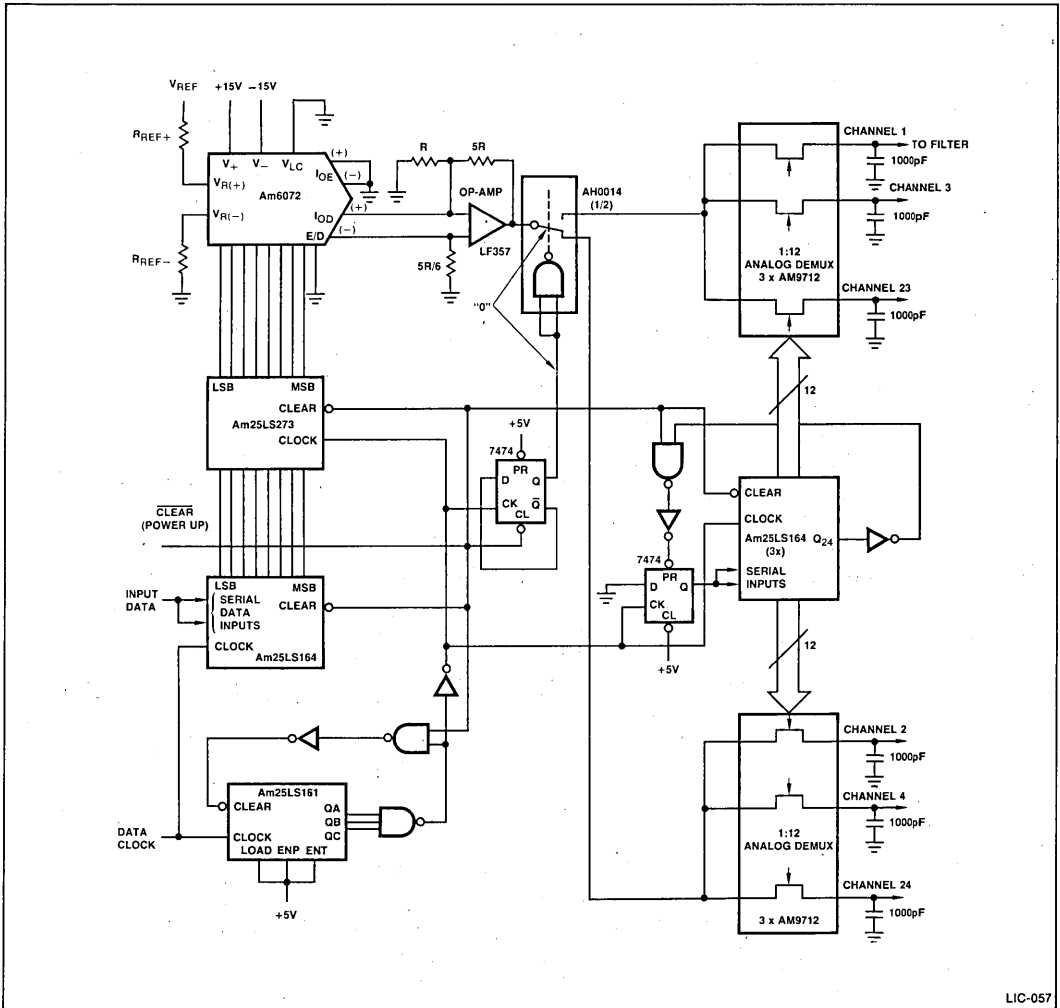 VREF +15V −15V
RREF+
V+ V− VLC
(+)
IOE
(−)
VR(+)
Am6072
IOD
(+)
VR(−)
E/D
(−)
RREF−
R
5R
OP-AMP
LF357
5R/6
"0"
AH0014
(1/2)
CHANNEL 1
TO FILTER
1000pF
CHANNEL 3
1000pF
1:12
ANALOG DEMUX
3 x AM9712
CHANNEL 23
1000pF
12
LSB MSB
CLEAR
Am25LS273
CLOCK
+5V
7474
PR
D Q
CK Q
CL
CLEAR
(POWER UP)
7474
PR
D Q
CK
CL
+5V
CLEAR
CLOCK
Am25LS164 Q24
(3x)
SERIAL
INPUTS
12
LSB MSB
INPUT
DATA
SERIAL
DATA
INPUTS
CLEAR
CLOCK
Am25LS164
Am25LS161
CLEAR
QA
QB
QC
DATA
CLOCK
CLOCK
LOAD ENP ENT
+5V
CHANNEL 2
1000pF
CHANNEL 4
1000pF
1:12
ANALOG DEMUX
CHANNEL 24
1000pF
3 x AM9712
LIC-057